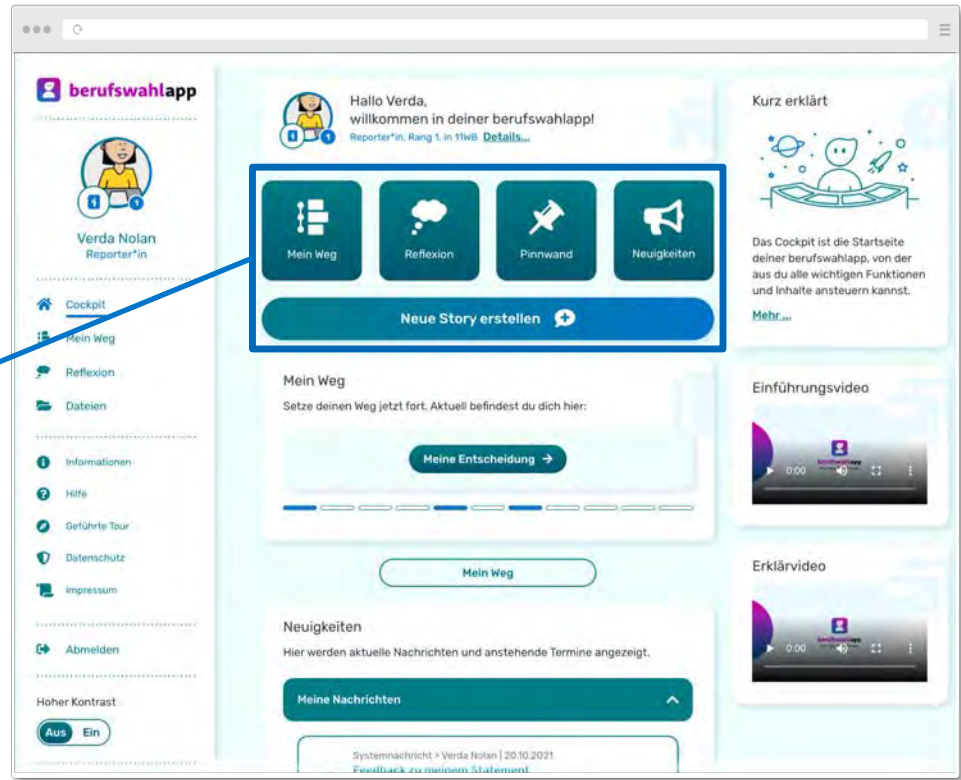 berufswahlapp
Verda Nolan
Reporter*in
Cockpit
Mein Weg
Reflexion
Dateien
Informationen
Hilfe
Geführte Tour
Datenschutz
Impressum
Abmelden
Hoher Kontrast
Aus Ein
Hallo Verda,
willkommen in deiner berufswahlapp!
Reporter*in, Rang 1. in 11WB Details...
Mein Weg
Reflexion
Pinnwand
Neuigkeiten
Neue Story erstellen
Mein Weg
Setze deinen Weg jetzt fort. Aktuell befindest du dich hier:
Meine Entscheidung →
Mein Weg
Neuigkeiten
Hier werden aktuelle Nachrichten und anstehende Termine angezeigt.
Meine Nachrichten
Systemnachricht > Verda Nolan | 20.10.2021
Feedback zu meinem Statement
Kurz erklärt
Das Cockpit ist die Startseite
deiner berufswahlapp, von der
aus du alle wichtigen Funktionen
und Inhalte ansteuern kannst.
Mehr ...
Einführungsvideo
berufswahlapp
0:00
Erklärvideo
berufswahlapp
0:00